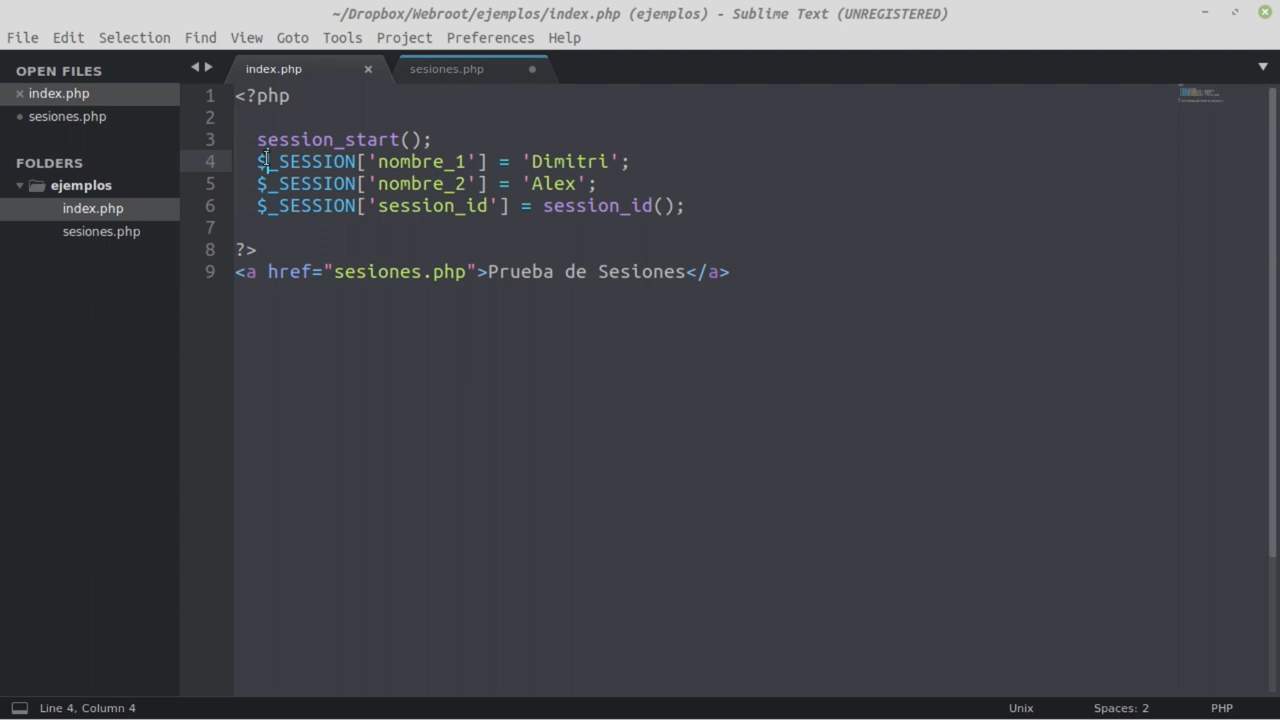 ~/Dropbox/Webroot/ejemplos/index.php (ejemplos) - Sublime Text (UNREGISTERED)
File Edit Selection Find View Goto Tools Project Preferences Help
OPEN FILES
index.php
sesiones.php
FOLDERS
ejemplos
index.php
sesiones.php
index.php sesiones.php
1 <?php
2
3 session_start();
4 $_SESSION['nombre_1'] = 'Dimitri';
5 $_SESSION['nombre_2'] = 'Alex';
6 $_SESSION['session_id'] = session_id();
7
8 ?>
9 <a href="sesiones.php">Prueba de Sesiones</a>
Line 4, Column 4 Unix Spaces: 2 PHP